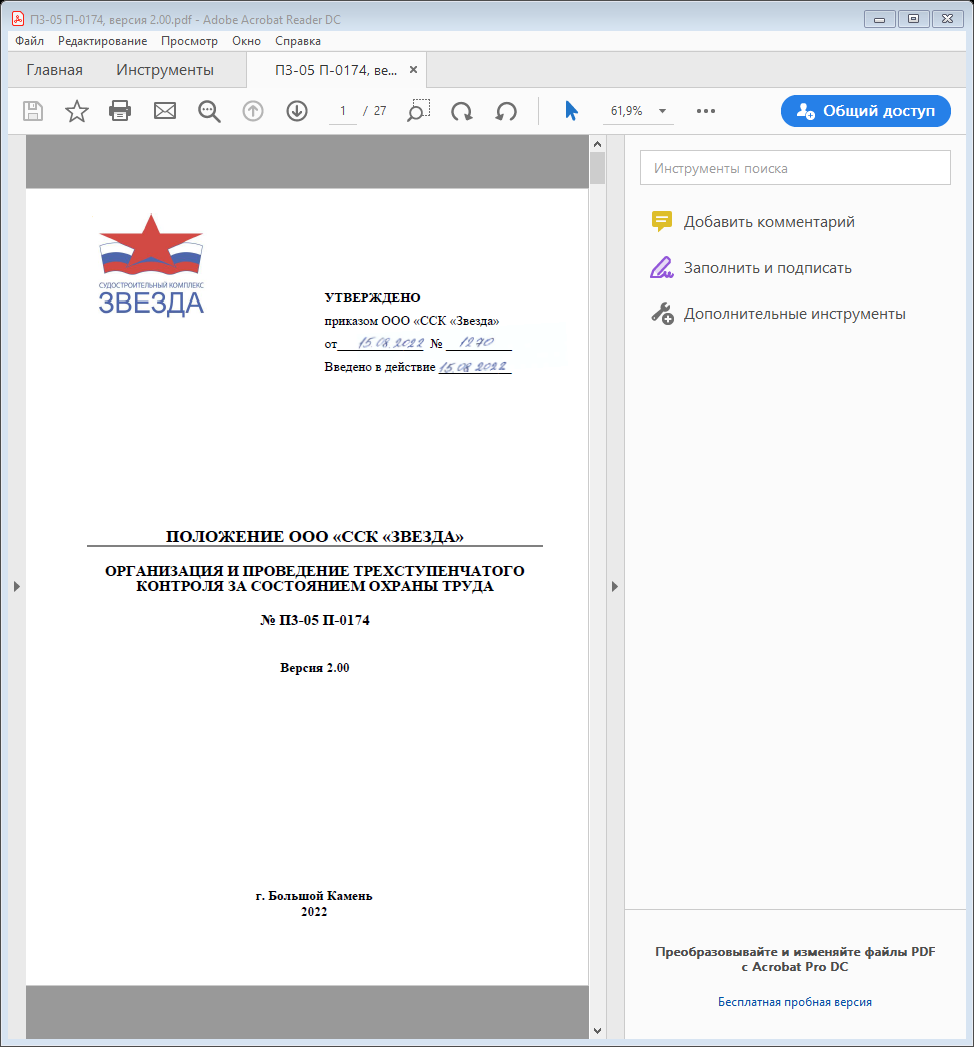 ПЗ-05 П-0174, версия 2.00.pdf - Adobe Acrobat Reader DC
Файл Редактирование Просмотр Окно Справка
Главная Инструменты ПЗ-05 П-0174, ве... ×
1 / 27 61,9% Общий доступ
Инструменты поиска
Добавить комментарий
Заполнить и подписать
Дополнительные инструменты
СУДОСТРОИТЕЛЬНЫЙ КОМПЛЕКС
ЗВЕЗДА
УТВЕРЖДЕНО
приказом ООО «ССК «Звезда»
от 15.08.2022 № 1270
Введено в действие 15.08.2022
ПОЛОЖЕНИЕ ООО «ССК «ЗВЕЗДА»
ОРГАНИЗАЦИЯ И ПРОВЕДЕНИЕ ТРЕХСТУПЕНЧАТОГО
КОНТРОЛЯ ЗА СОСТОЯНИЕМ ОХРАНЫ ТРУДА
№ ПЗ-05 П-0174
Версия 2.00
г. Большой Камень
2022
Преобразовывайте и изменяйте файлы PDF
с Acrobat Pro DC
Бесплатная пробная версия